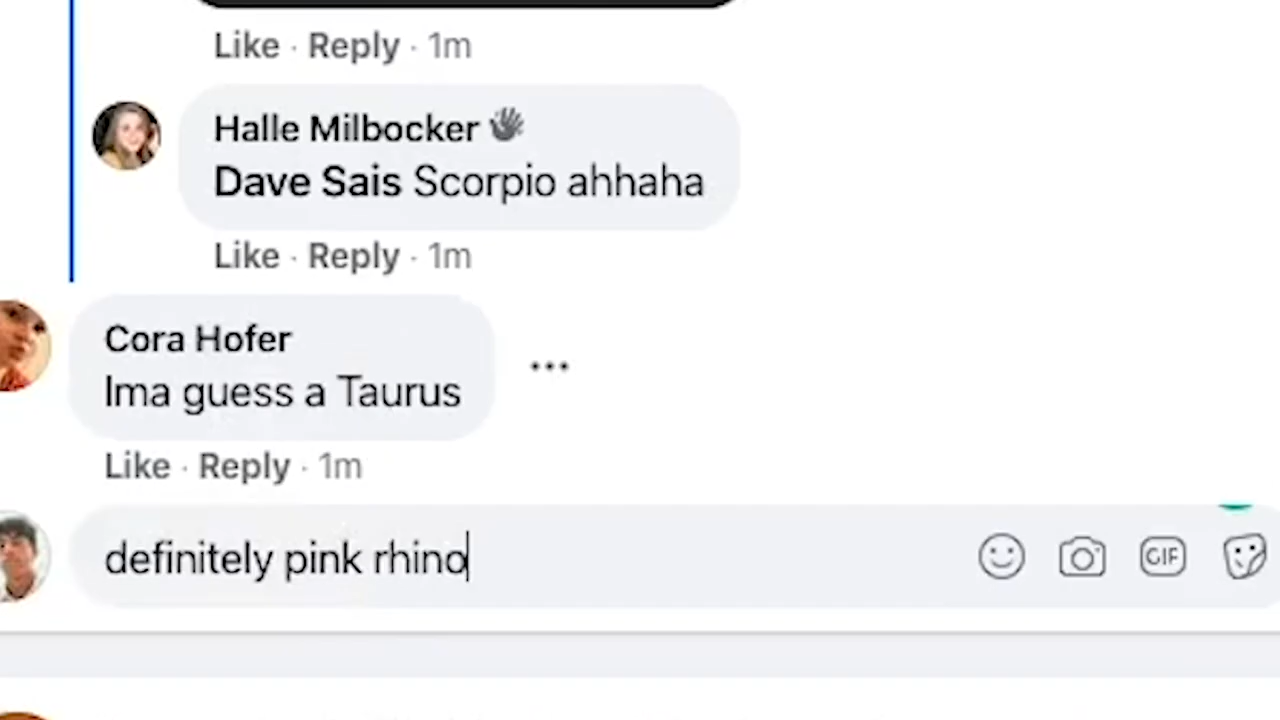 Like · Reply · 1m
Halle Milbocker 👋
Dave Sais Scorpio ahhaha
Like · Reply · 1m
Cora Hofer
Ima guess a Taurus
Like · Reply · 1m
definitely pink rhino
GIF